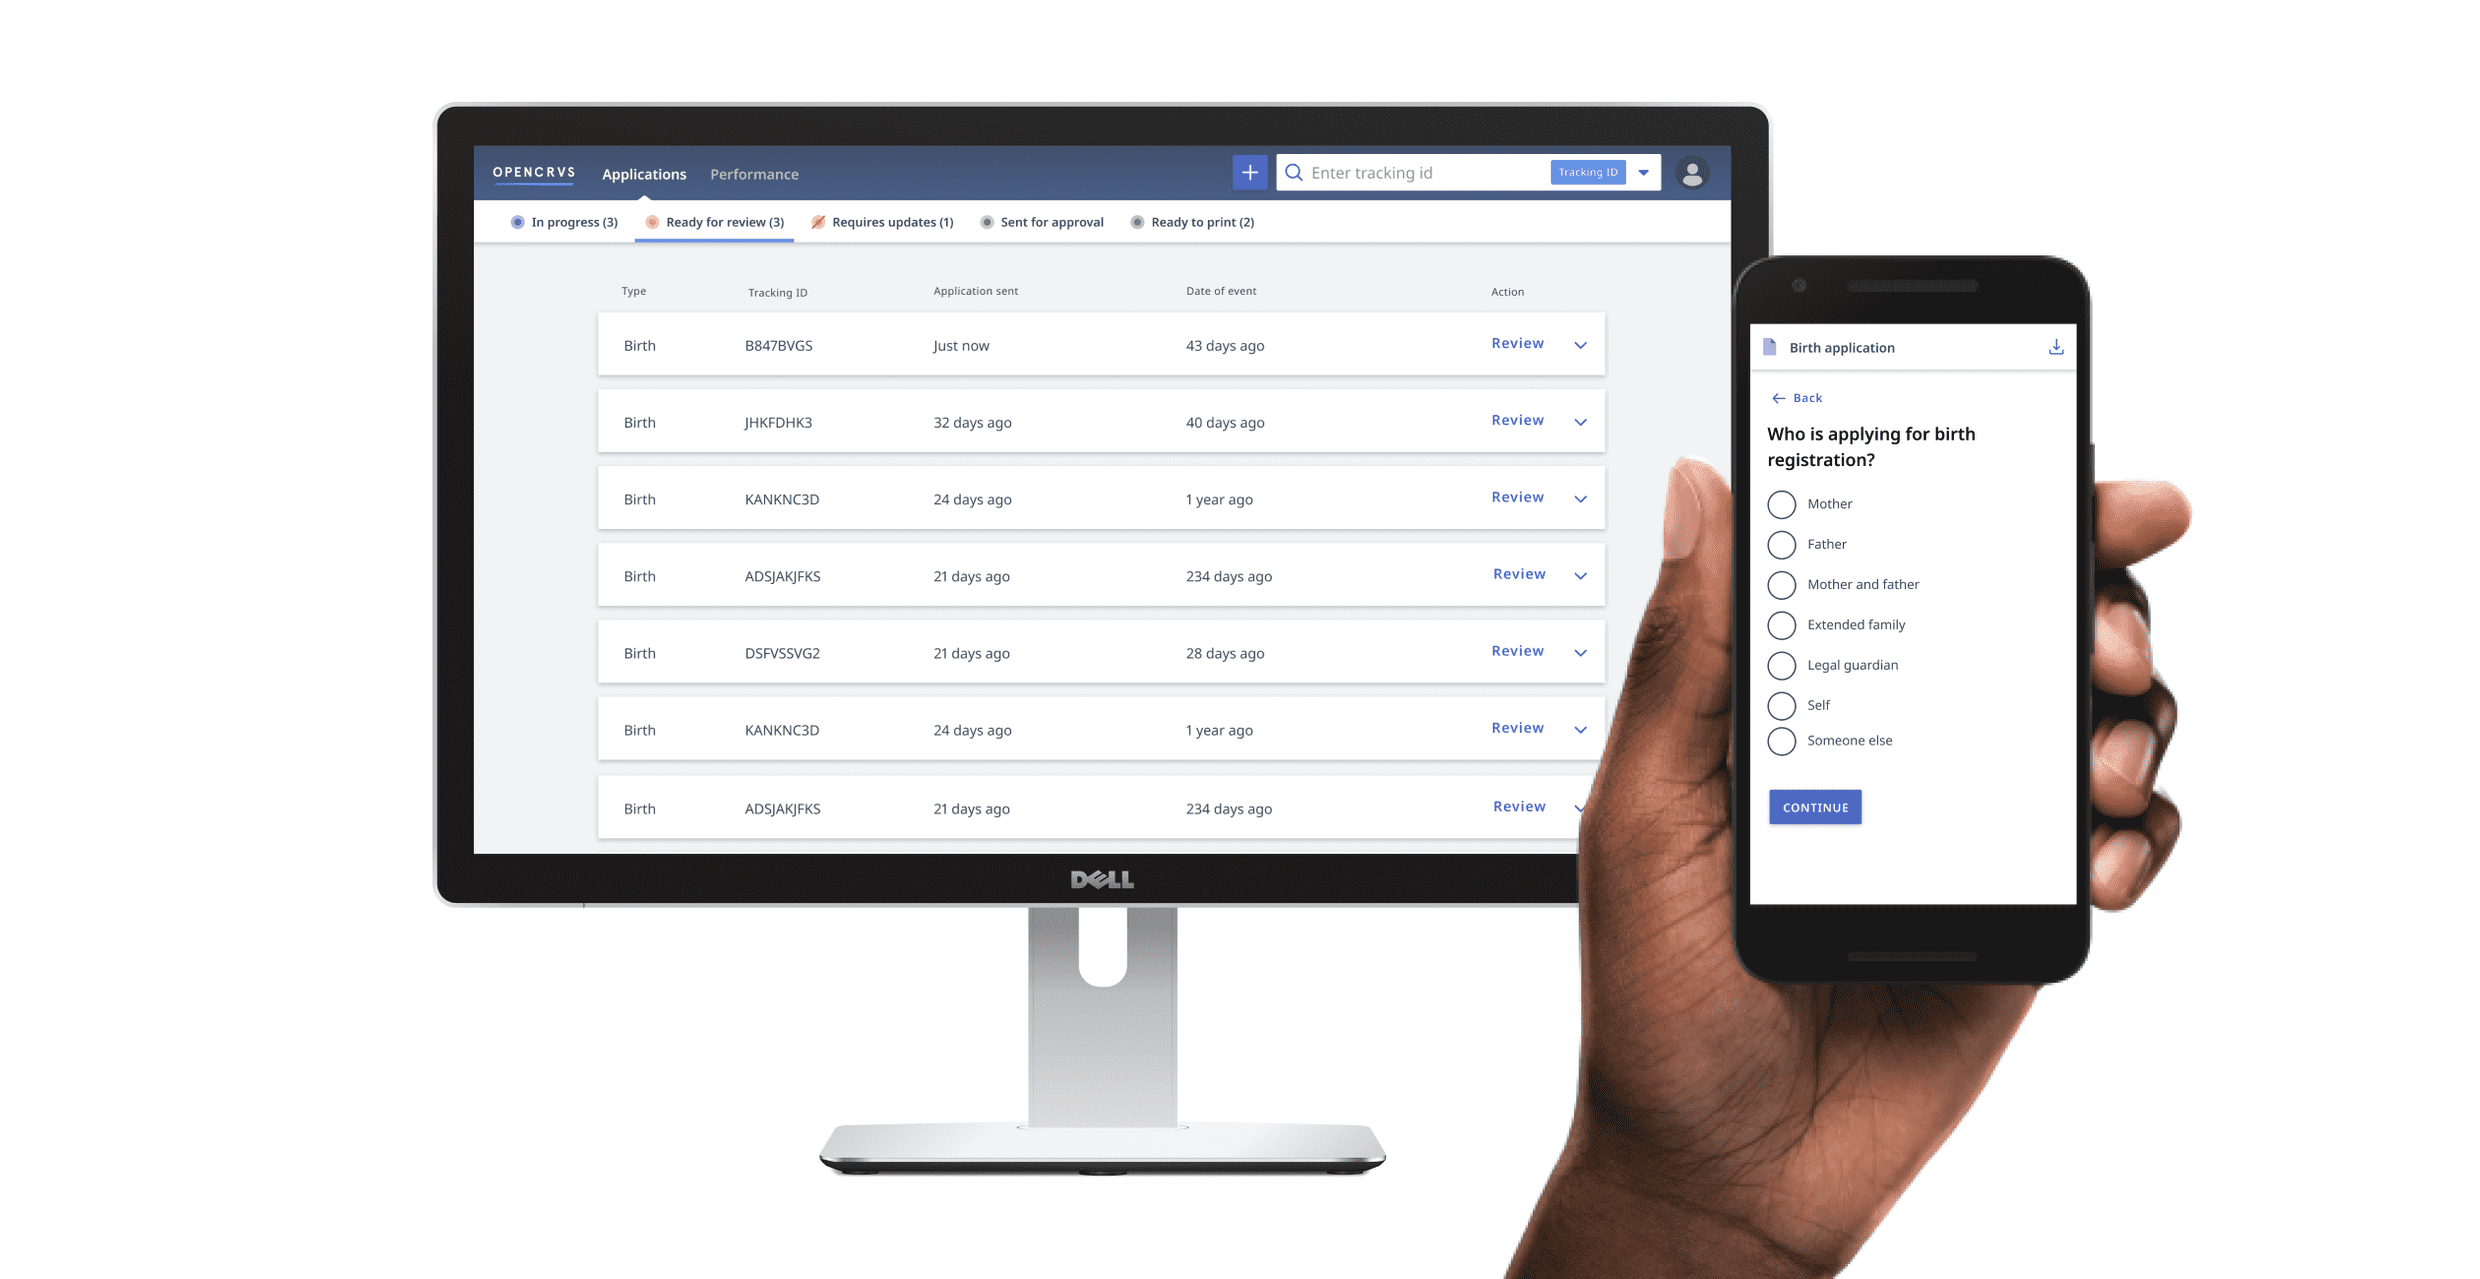 OPENCRVS Applications Performance Enter tracking id Tracking ID
In progress (3) Ready for review (3) Requires updates (1) Sent for approval Ready to print (2)
Type Tracking ID Application sent Date of event Action
Birth B847BVGS Just now 43 days ago Review
Birth JHKFDHK3 32 days ago 40 days ago Review
Birth KANKNC3D 24 days ago 1 year ago Review
Birth ADSJAKJFKS 21 days ago 234 days ago Review
Birth DSFVSSVG2 21 days ago 28 days ago Review
Birth KANKNC3D 24 days ago 1 year ago Review
Birth ADSJAKJFKS 21 days ago 234 days ago Review
DELL
Birth application
Back
Who is applying for birth
registration?
Mother
Father
Mother and father
Extended family
Legal guardian
Self
Someone else
CONTINUE